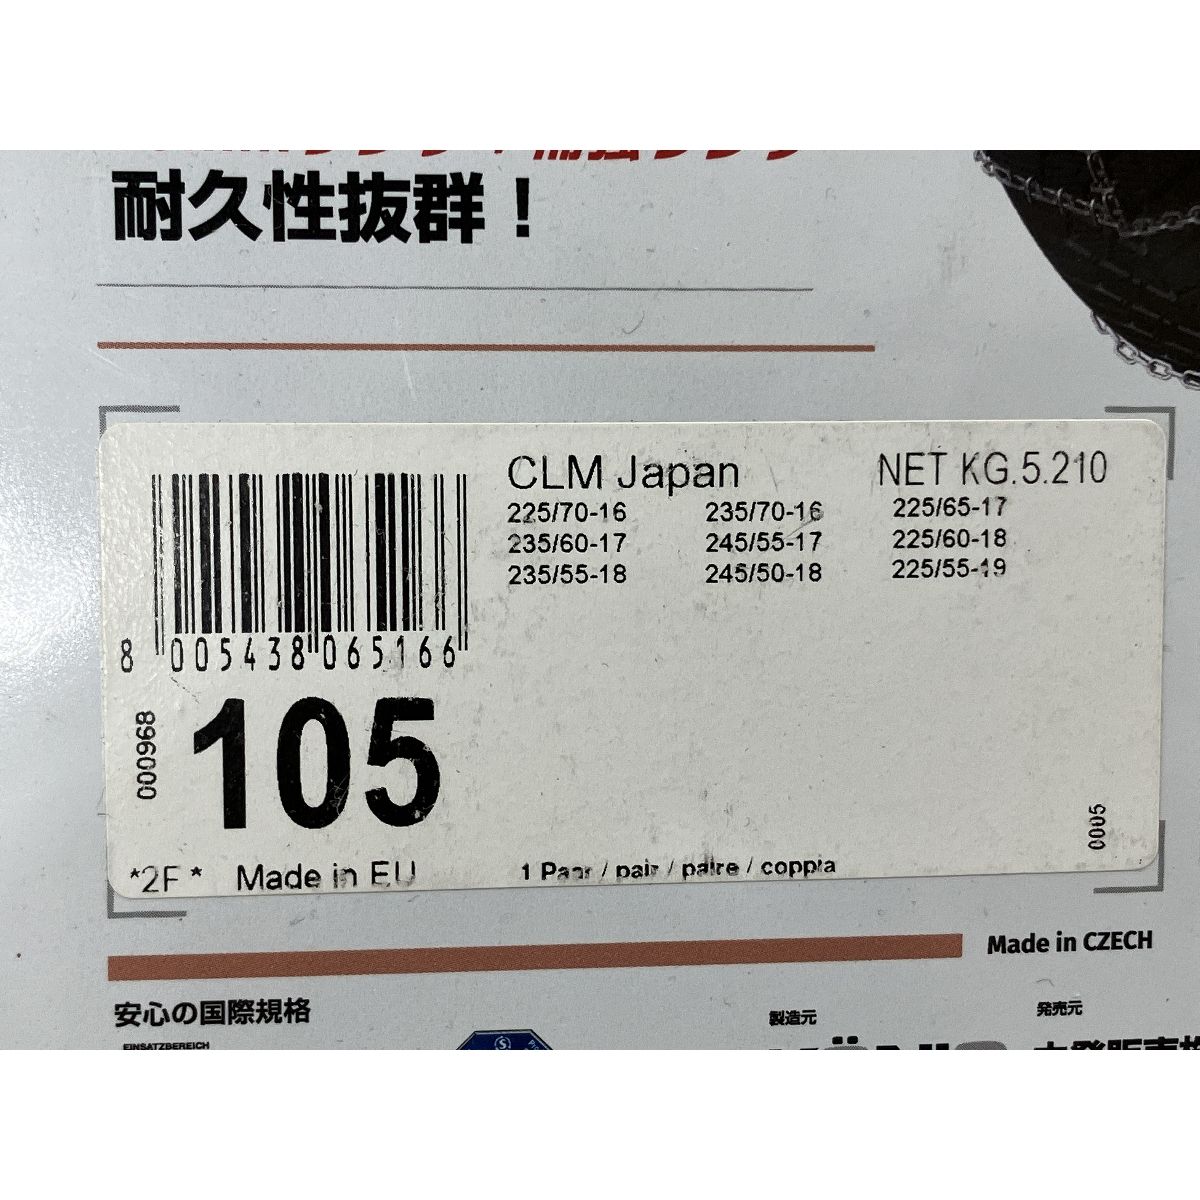 耐久性抜群！
CLM Japan NET KG.5.210
225/70-16 235/70-16 225/65-17
235/60-17 245/55-17 225/60-18
235/55-18 245/50-18 225/55-19
8 005438 065166
000968
105
0005
*2F* Made in EU
1 Paar / pair / paire / coppia
Made in CZECH
安心の国際規格
製造元
発売元
EINSATZBEREICH